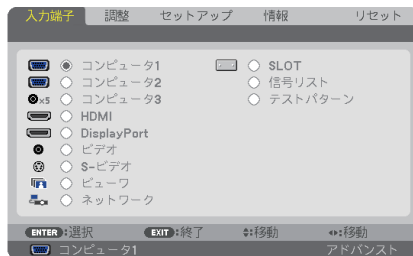 入力端子 調整 セットアップ 情報 リセット
コンピュータ1
コンピュータ2
×5 コンピュータ3
HDMI
DisplayPort
ビデオ
S-ビデオ
ビューワ
ネットワーク
SLOT
信号リスト
テストパターン
ENTER:選択 EXIT:終了 :移動 :移動
コンピュータ1 アドバンスト